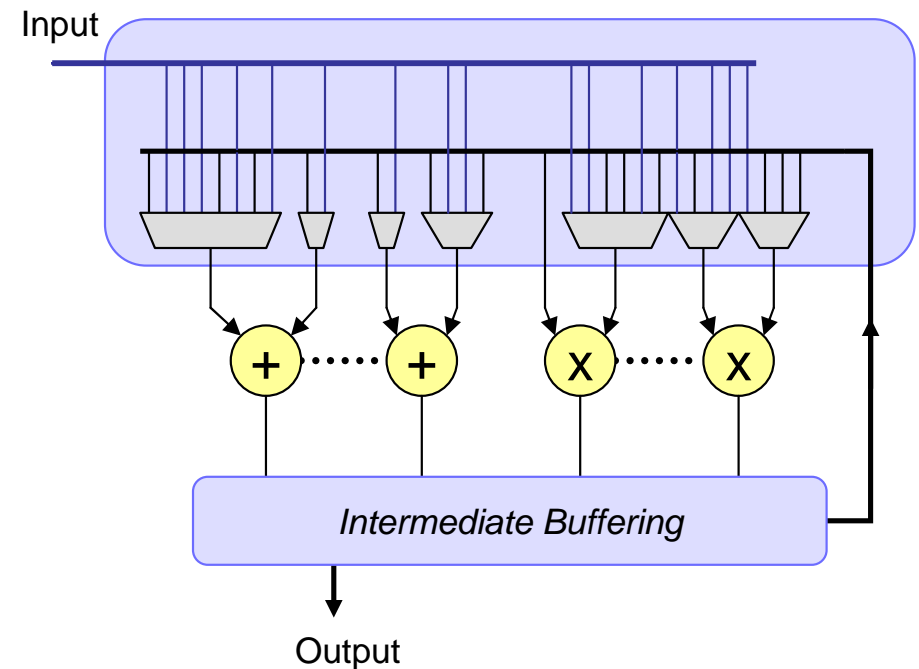 Input
+ + x x
Intermediate Buffering
Output